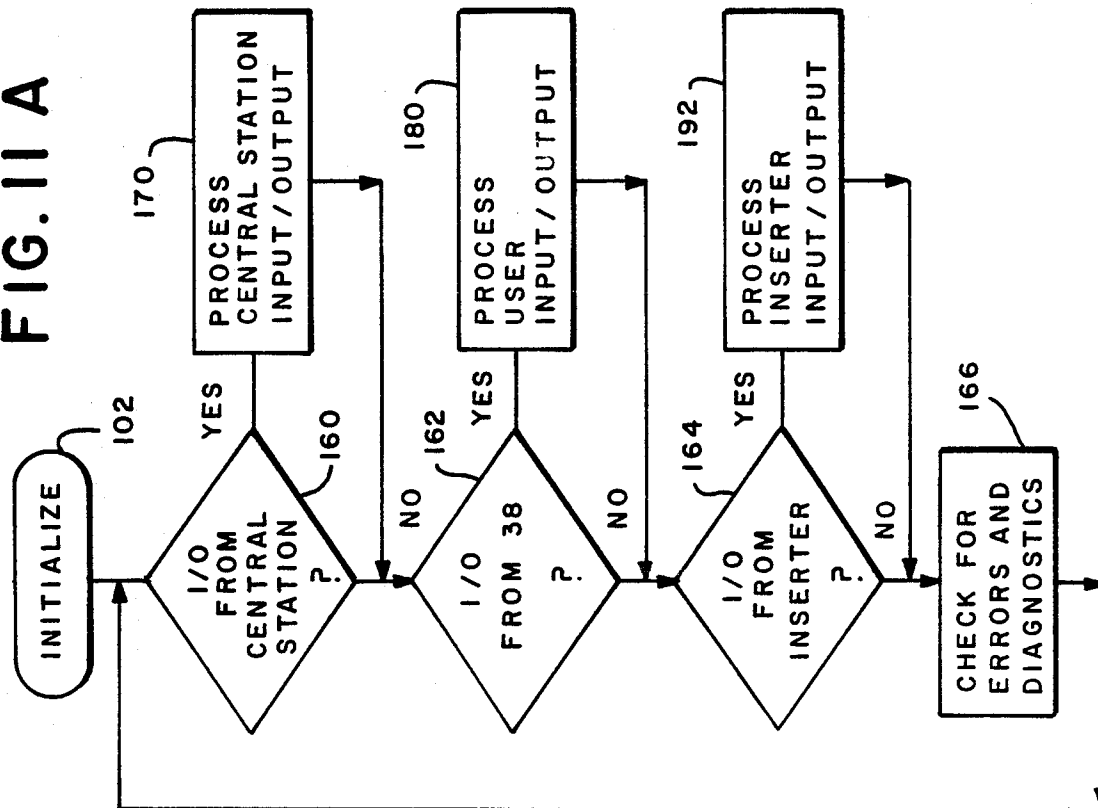 FIG. 11 A
INITIALIZE
102
I/O
FROM
CENTRAL
STATION
?
160
YES
NO
170
PROCESS
CENTRAL STATION
INPUT/OUTPUT
I/O
FROM 38
?
162
YES
NO
180
PROCESS
USER
INPUT/OUTPUT
I/O
FROM
INSERTER
?
164
YES
NO
192
PROCESS
INSERTER
INPUT/OUTPUT
CHECK FOR
ERRORS AND
DIAGNOSTICS
166